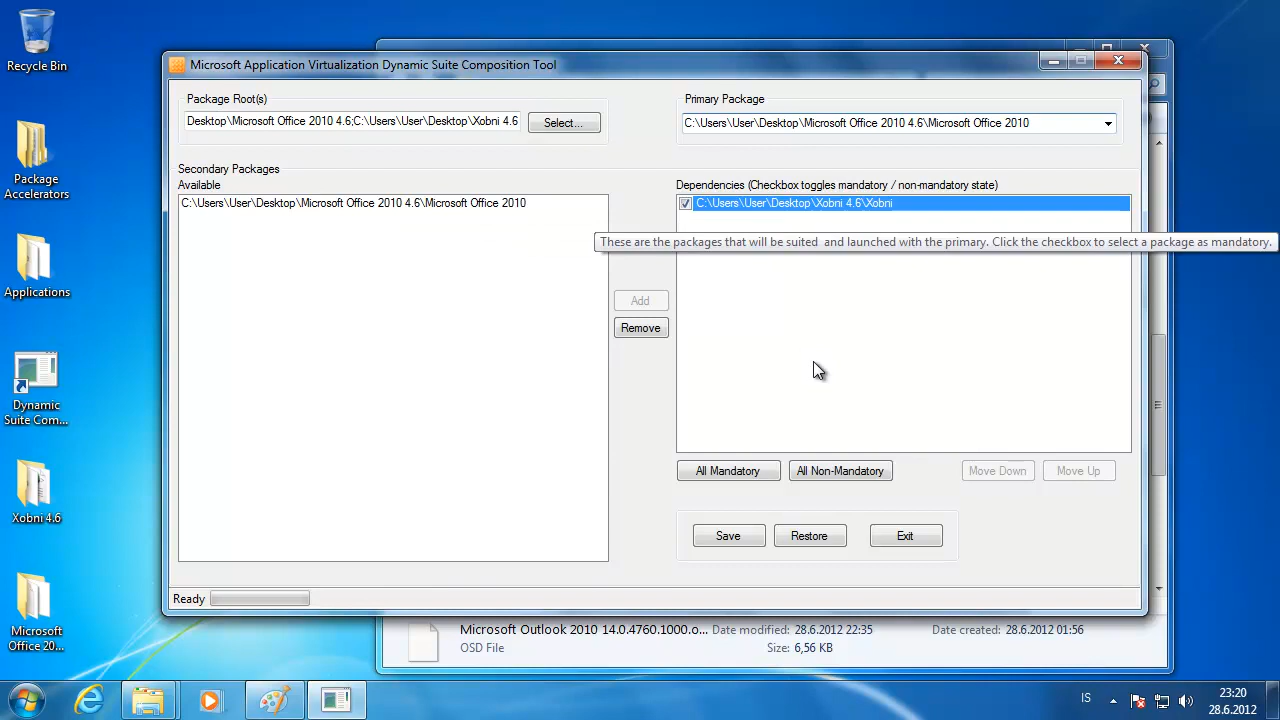 Recycle Bin
Package
Accelerators
Applications
Dynamic
Suite Com...
Xobni 4.6
Microsoft
Office 20...
Microsoft Application Virtualization Dynamic Suite Composition Tool
Package Root(s)
Desktop\Microsoft Office 2010 4.6;C:\Users\User\Desktop\Xobni 4.6
Select...
Primary Package
C:\Users\User\Desktop\Microsoft Office 2010 4.6\Microsoft Office 2010
Secondary Packages
Available
C:\Users\User\Desktop\Microsoft Office 2010 4.6\Microsoft Office 2010
Dependencies (Checkbox toggles mandatory / non-mandatory state)
C:\Users\User\Desktop\Xobni 4.6\Xobni
These are the packages that will be suited  and launched with the primary. Click the checkbox to select a package as mandatory.
Add
Remove
All Mandatory
All Non-Mandatory
Move Down
Move Up
Save
Restore
Exit
Ready
Microsoft Outlook 2010 14.0.4760.1000.o... Date modified: 28.6.2012 22:35 Date created: 28.6.2012 01:56
OSD File Size: 6,56 KB
IS
23:20
28.6.2012